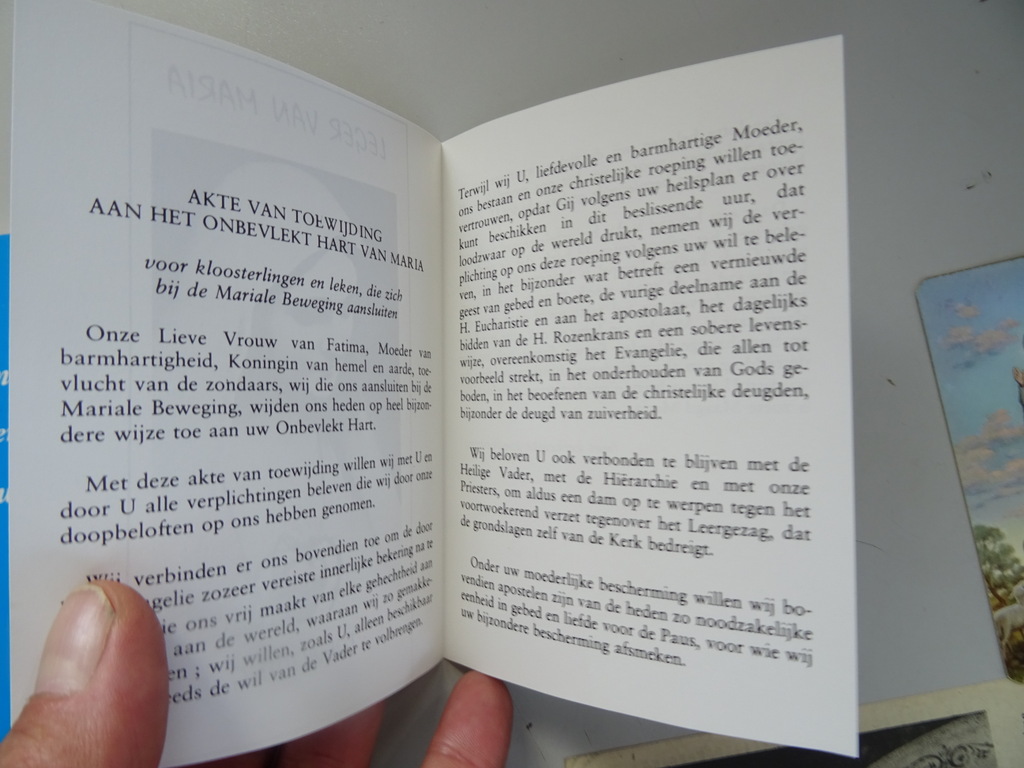 LEGER VAN MARIA
AKTE VAN TOEWIJDING
AAN HET ONBEVLEKT HART VAN MARIA
voor kloosterlingen en leken, die zich
bij de Mariale Beweging aansluiten
Onze Lieve Vrouw van Fatima, Moeder van
barmhartigheid, Koningin van hemel en aarde, toe-
vlucht van de zondaars, wij die ons aansluiten bij de
Mariale Beweging, wijden ons heden op heel bijzon-
dere wijze toe aan uw Onbevlekt Hart.
Met deze akte van toewijding willen wij met U en
door U alle verplichtingen beleven die wij door onze
doopbeloften op ons hebben genomen.
Wij verbinden er ons bovendien toe om de door
gelie zozeer vereiste innerlijke bekering na te
ie ons vrij maakt van elke gehechtheid aan
aan de wereld, waaraan wij zo gemakke-
en ; wij willen, zoals U, alleen beschikbaar
eeds de wil van de Vader te volbrengen.
Terwijl wij U, liefdevolle en barmhartige Moeder,
ons bestaan en onze christelijke roeping willen toe-
vertrouwen, opdat Gij volgens uw heilsplan er over
kunt beschikken in dit beslissende uur, dat
loodzwaar op de wereld drukt, nemen wij de ver-
plichting op ons deze roeping volgens uw wil te bele-
ven, in het bijzonder wat betreft een vernieuwde
geest van gebed en boete, de vurige deelname aan de
H. Eucharistie en aan het apostolaat, het dagelijks
bidden van de H. Rozenkrans en een sobere levens-
wijze, overeenkomstig het Evangelie, die allen tot
voorbeeld strekt, in het onderhouden van Gods ge-
boden, in het beoefenen van de christelijke deugden,
bijzonder de deugd van zuiverheid.
Wij beloven U ook verbonden te blijven met de
Heilige Vader, met de Hiërarchie en met onze
Priesters, om aldus een dam op te werpen tegen het
voortwoekerend verzet tegenover het Leergezag, dat
de grondslagen zelf van de Kerk bedreigt.
Onder uw moederlijke bescherming willen wij bo-
vendien apostelen zijn van de heden zo noodzakelijke
eenheid in gebed en liefde voor de Paus, voor wie wij
uw bijzondere bescherming afsmeken.